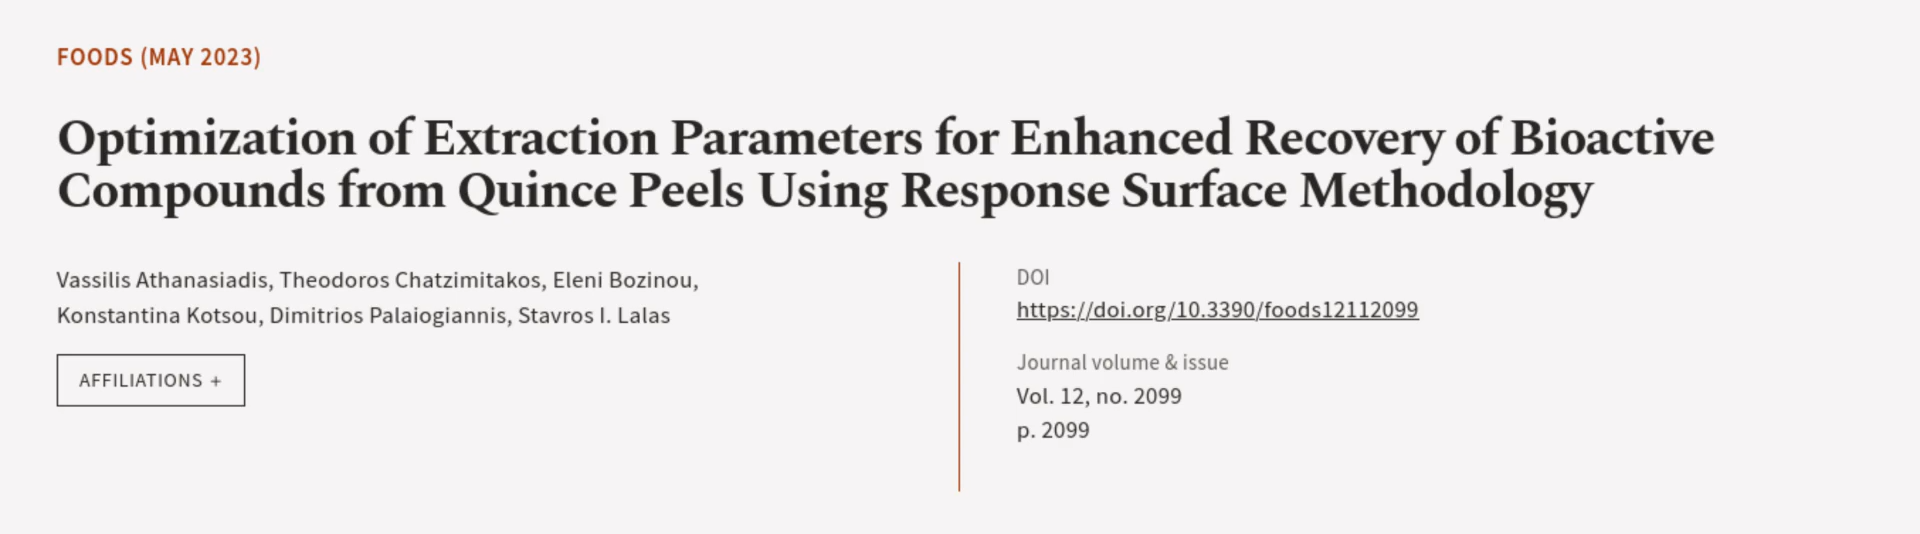 FOODS (MAY 2023)
Optimization of Extraction Parameters for Enhanced Recovery of Bioactive
Compounds from Quince Peels Using Response Surface Methodology
Vassilis Athanasiadis, Theodoros Chatzimitakos, Eleni Bozinou,
Konstantina Kotsou, Dimitrios Palaiogiannis, Stavros I. Lalas
AFFILIATIONS +
DOI
https://doi.org/10.3390/foods12112099
Journal volume & issue
Vol. 12, no. 2099
p. 2099